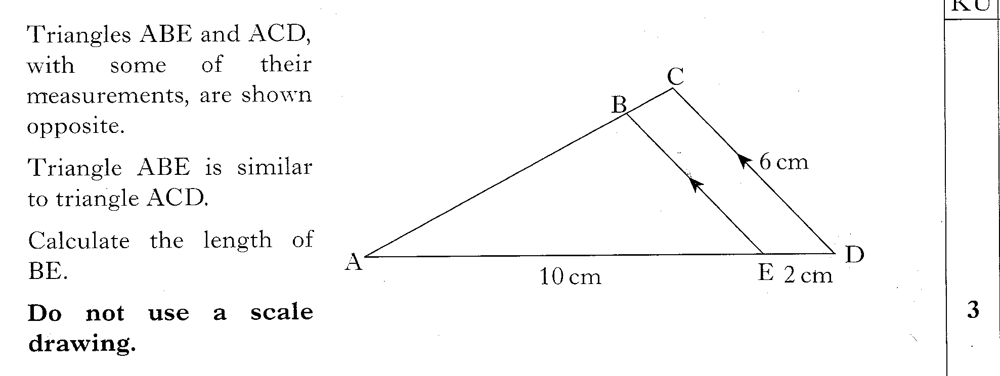 KU
Triangles ABE and ACD,
with some of their
measurements, are shown
opposite.
Triangle ABE is similar
to triangle ACD.
Calculate the length of
BE.
Do not use a scale
drawing.
C
B
6 cm
A
D
10 cm
E
2 cm
3